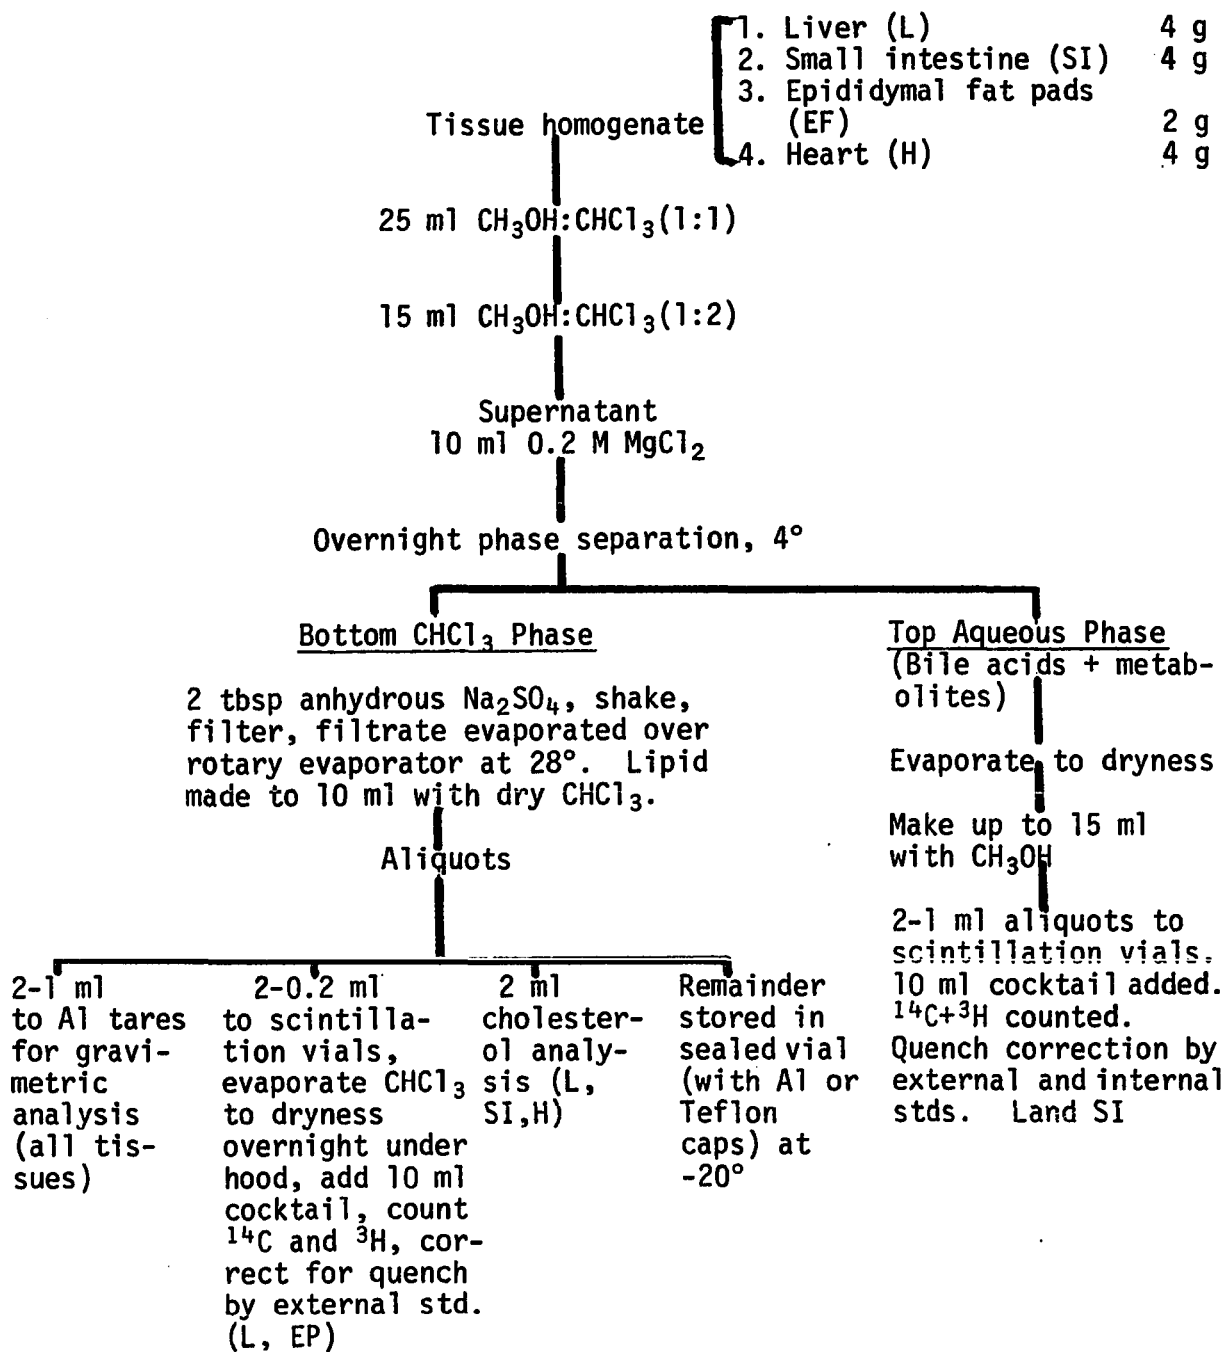 1. Liver (L) 4 g
2. Small intestine (SI) 4 g
3. Epididymal fat pads
(EF) 2 g
4. Heart (H) 4 g
Tissue homogenate
25 ml CH₃OH:CHCl₃(1:1)
15 ml CH₃OH:CHCl₃(1:2)
Supernatant
10 ml 0.2 M MgCl₂
Overnight phase separation, 4°
Bottom CHCl₃ Phase
2 tbsp anhydrous Na₂SO₄, shake,
filter, filtrate evaporated over
rotary evaporator at 28°. Lipid
made to 10 ml with dry CHCl₃.
Aliquots
2-1 ml
to Al tares
for gravi-
metric
analysis
(all tis-
sues)
2-0.2 ml
to scintilla-
tion vials,
evaporate CHCl₃
to dryness
overnight under
hood, add 10 ml
cocktail, count
¹⁴C and ³H, cor-
rect for quench
by external std.
(L, EP)
2 ml
cholester-
ol analy-
sis (L,
SI,H)
Remainder
stored in
sealed vial
(with Al or
Teflon
caps) at
-20°
Top Aqueous Phase
(Bile acids + metab-
olites)
Evaporate to dryness
Make up to 15 ml
with CH₃OH
2-1 ml aliquots to
scintillation vials.
10 ml cocktail added.
¹⁴C+³H counted.
Quench correction by
external and internal
stds. Land SI